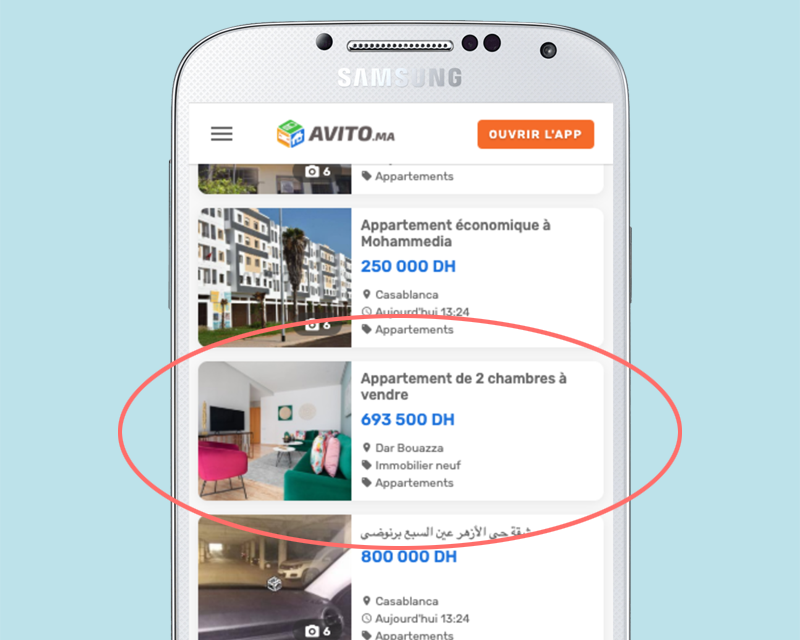 SAMSUNG
AVITO.MA
OUVRIR L'APP
6
Appartements
Appartement économique à
Mohammedia
250 000 DH
Casablanca
Aujourd'hui 13:24
6
Appartements
Appartement de 2 chambres à
vendre
693 500 DH
Dar Bouazza
Immobilier neuf
Appartements
شقة حي الأزهر عين السبع برنوصي
800 000 DH
Casablanca
Aujourd'hui 13:24
6
Appartements